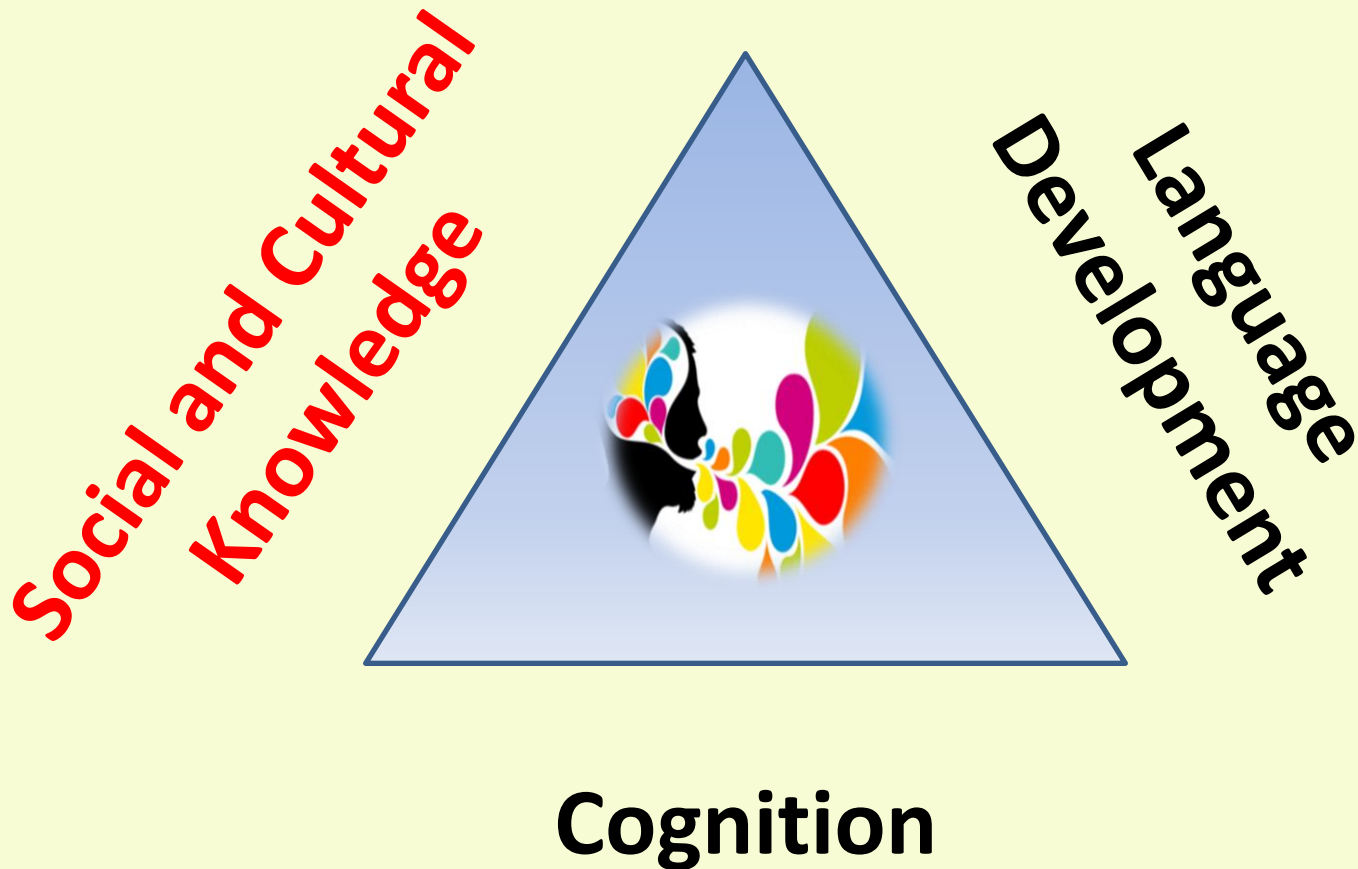 Social and Cultural
Knowledge
Language
Development
Cognition